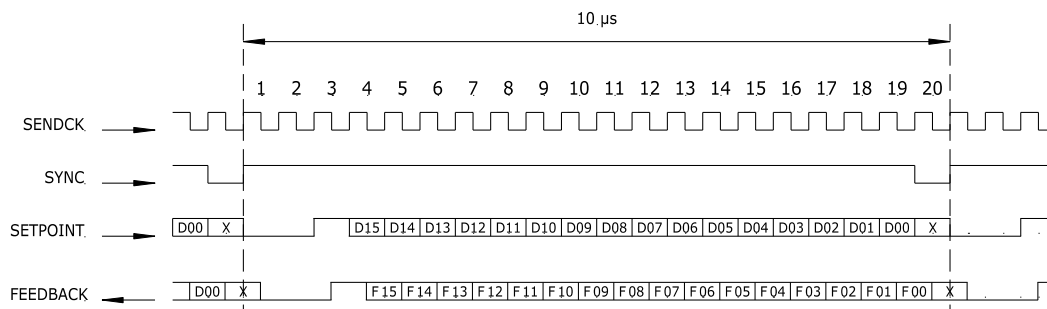 10 µs
1 2 3 4 5 6 7 8 9 10 11 12 13 14 15 16 17 18 19 20
SENDCK
SYNC
SETPOINT D00 X D15 D14 D13 D12 D11 D10 D09 D08 D07 D06 D05 D04 D03 D02 D01 D00 X
FEEDBACK D00 X F15 F14 F13 F12 F11 F10 F09 F08 F07 F06 F05 F04 F03 F02 F01 F00 X